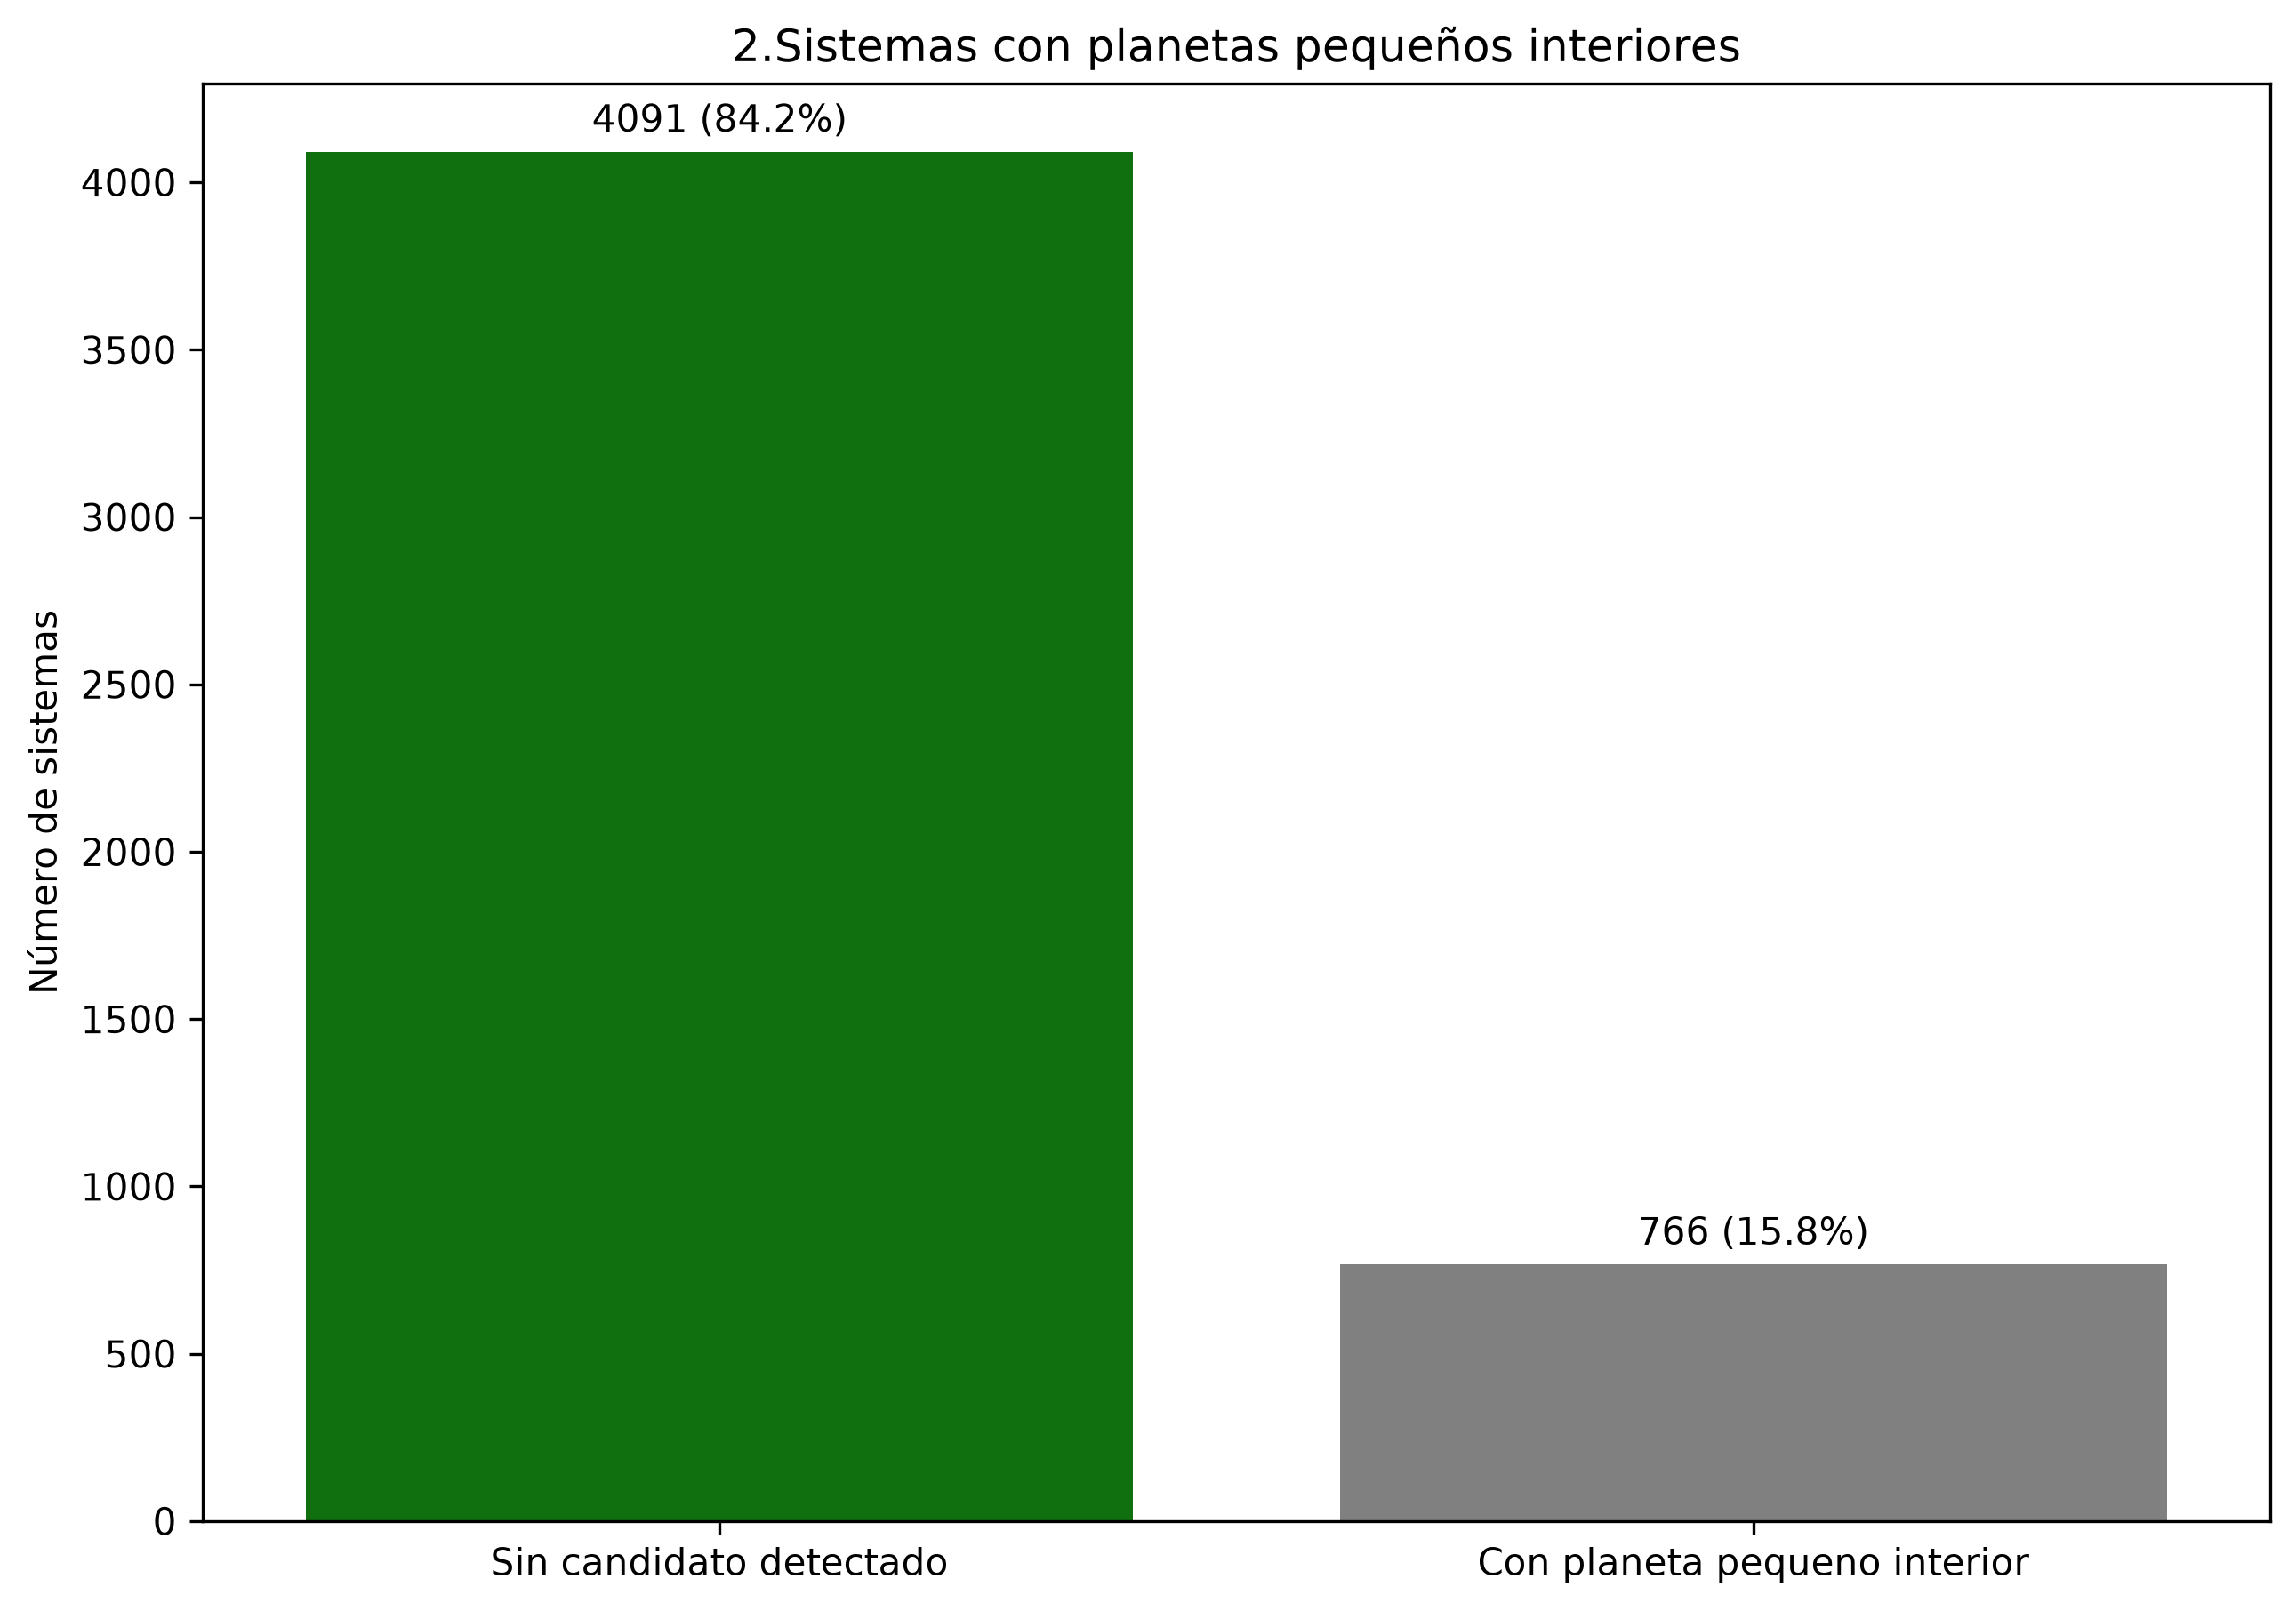 2.Sistemas con planetas pequeños interiores
4091 (84.2%)
766 (15.8%)
Número de sistemas
4000
3500
3000
2500
2000
1500
1000
500
0
Sin candidato detectado
Con planeta pequeno interior